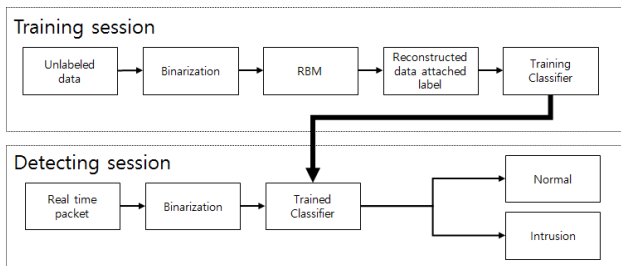 Training session
Unlabeled
data
Binarization
RBM
Reconstructed
data attached
label
Training
Classifier
Detecting session
Real time
packet
Binarization
Trained
Classifier
Normal
Intrusion